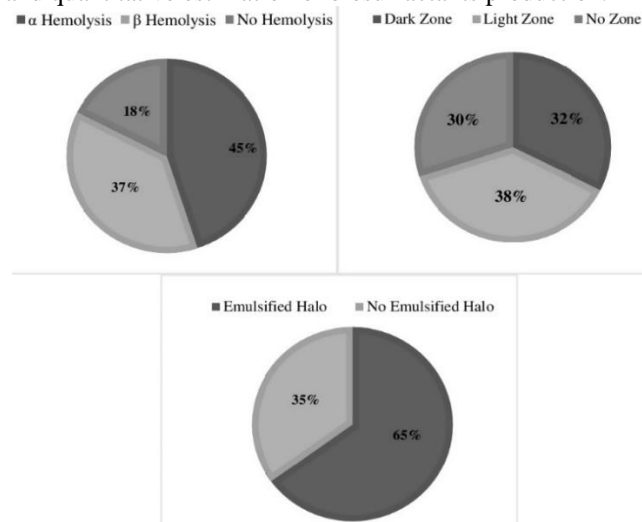 α Hemolysis β Hemolysis No Hemolysis
18%
45%
37%
Dark Zone Light Zone No Zone
30%
32%
38%
Emulsified Halo No Emulsified Halo
35%
65%